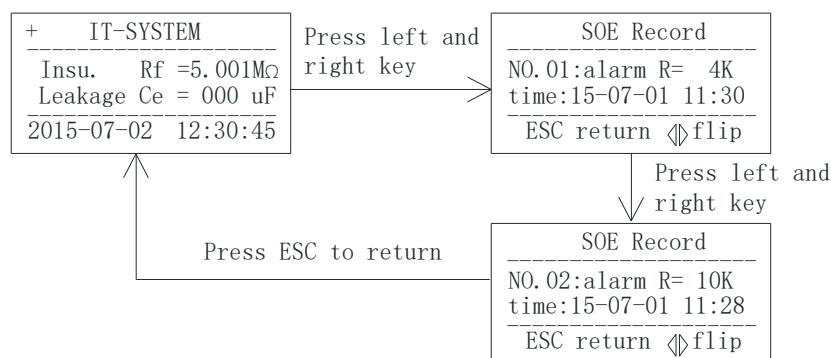 + IT-SYSTEM
Insu. Rf =5.001MΩ
Leakage Ce = 000 uF
2015-07-02 12:30:45
Press left and
right key
SOE Record
NO.01:alarm R= 4K
time:15-07-01 11:30
ESC return ◁▷flip
Press left and
right key
SOE Record
NO.02:alarm R= 10K
time:15-07-01 11:28
ESC return ◁▷flip
Press ESC to return